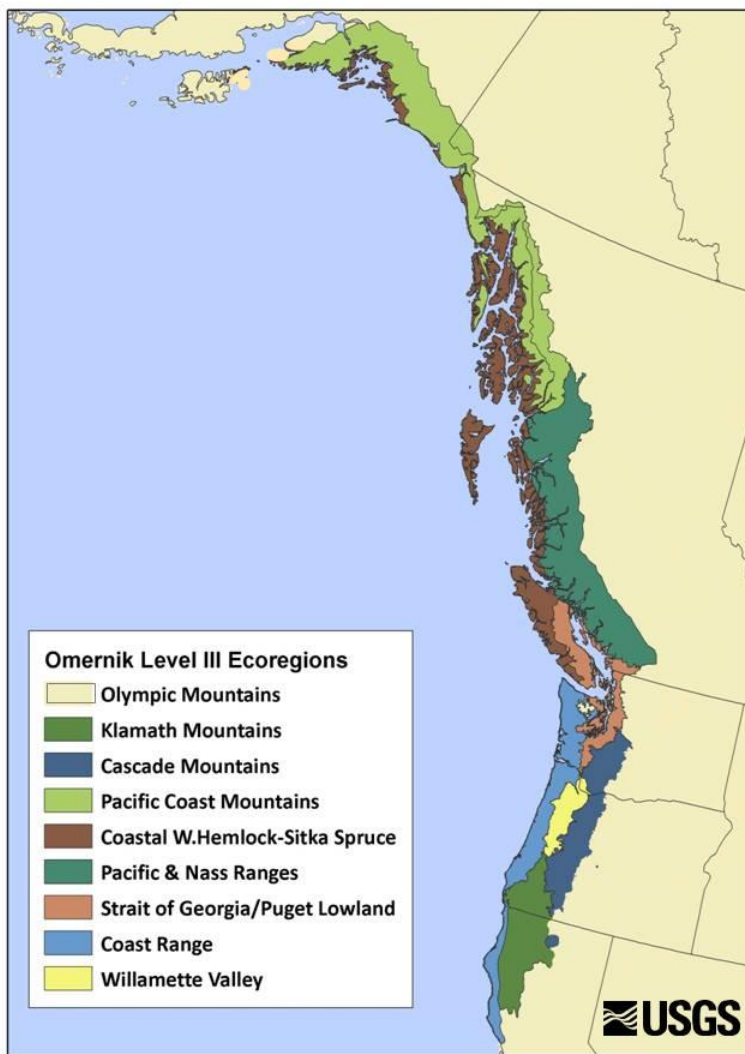 Omernik Level III Ecoregions
Olympic Mountains
Klamath Mountains
Cascade Mountains
Pacific Coast Mountains
Coastal W.Hemlock-Sitka Spruce
Pacific & Nass Ranges
Strait of Georgia/Puget Lowland
Coast Range
Willamette Valley
USGS